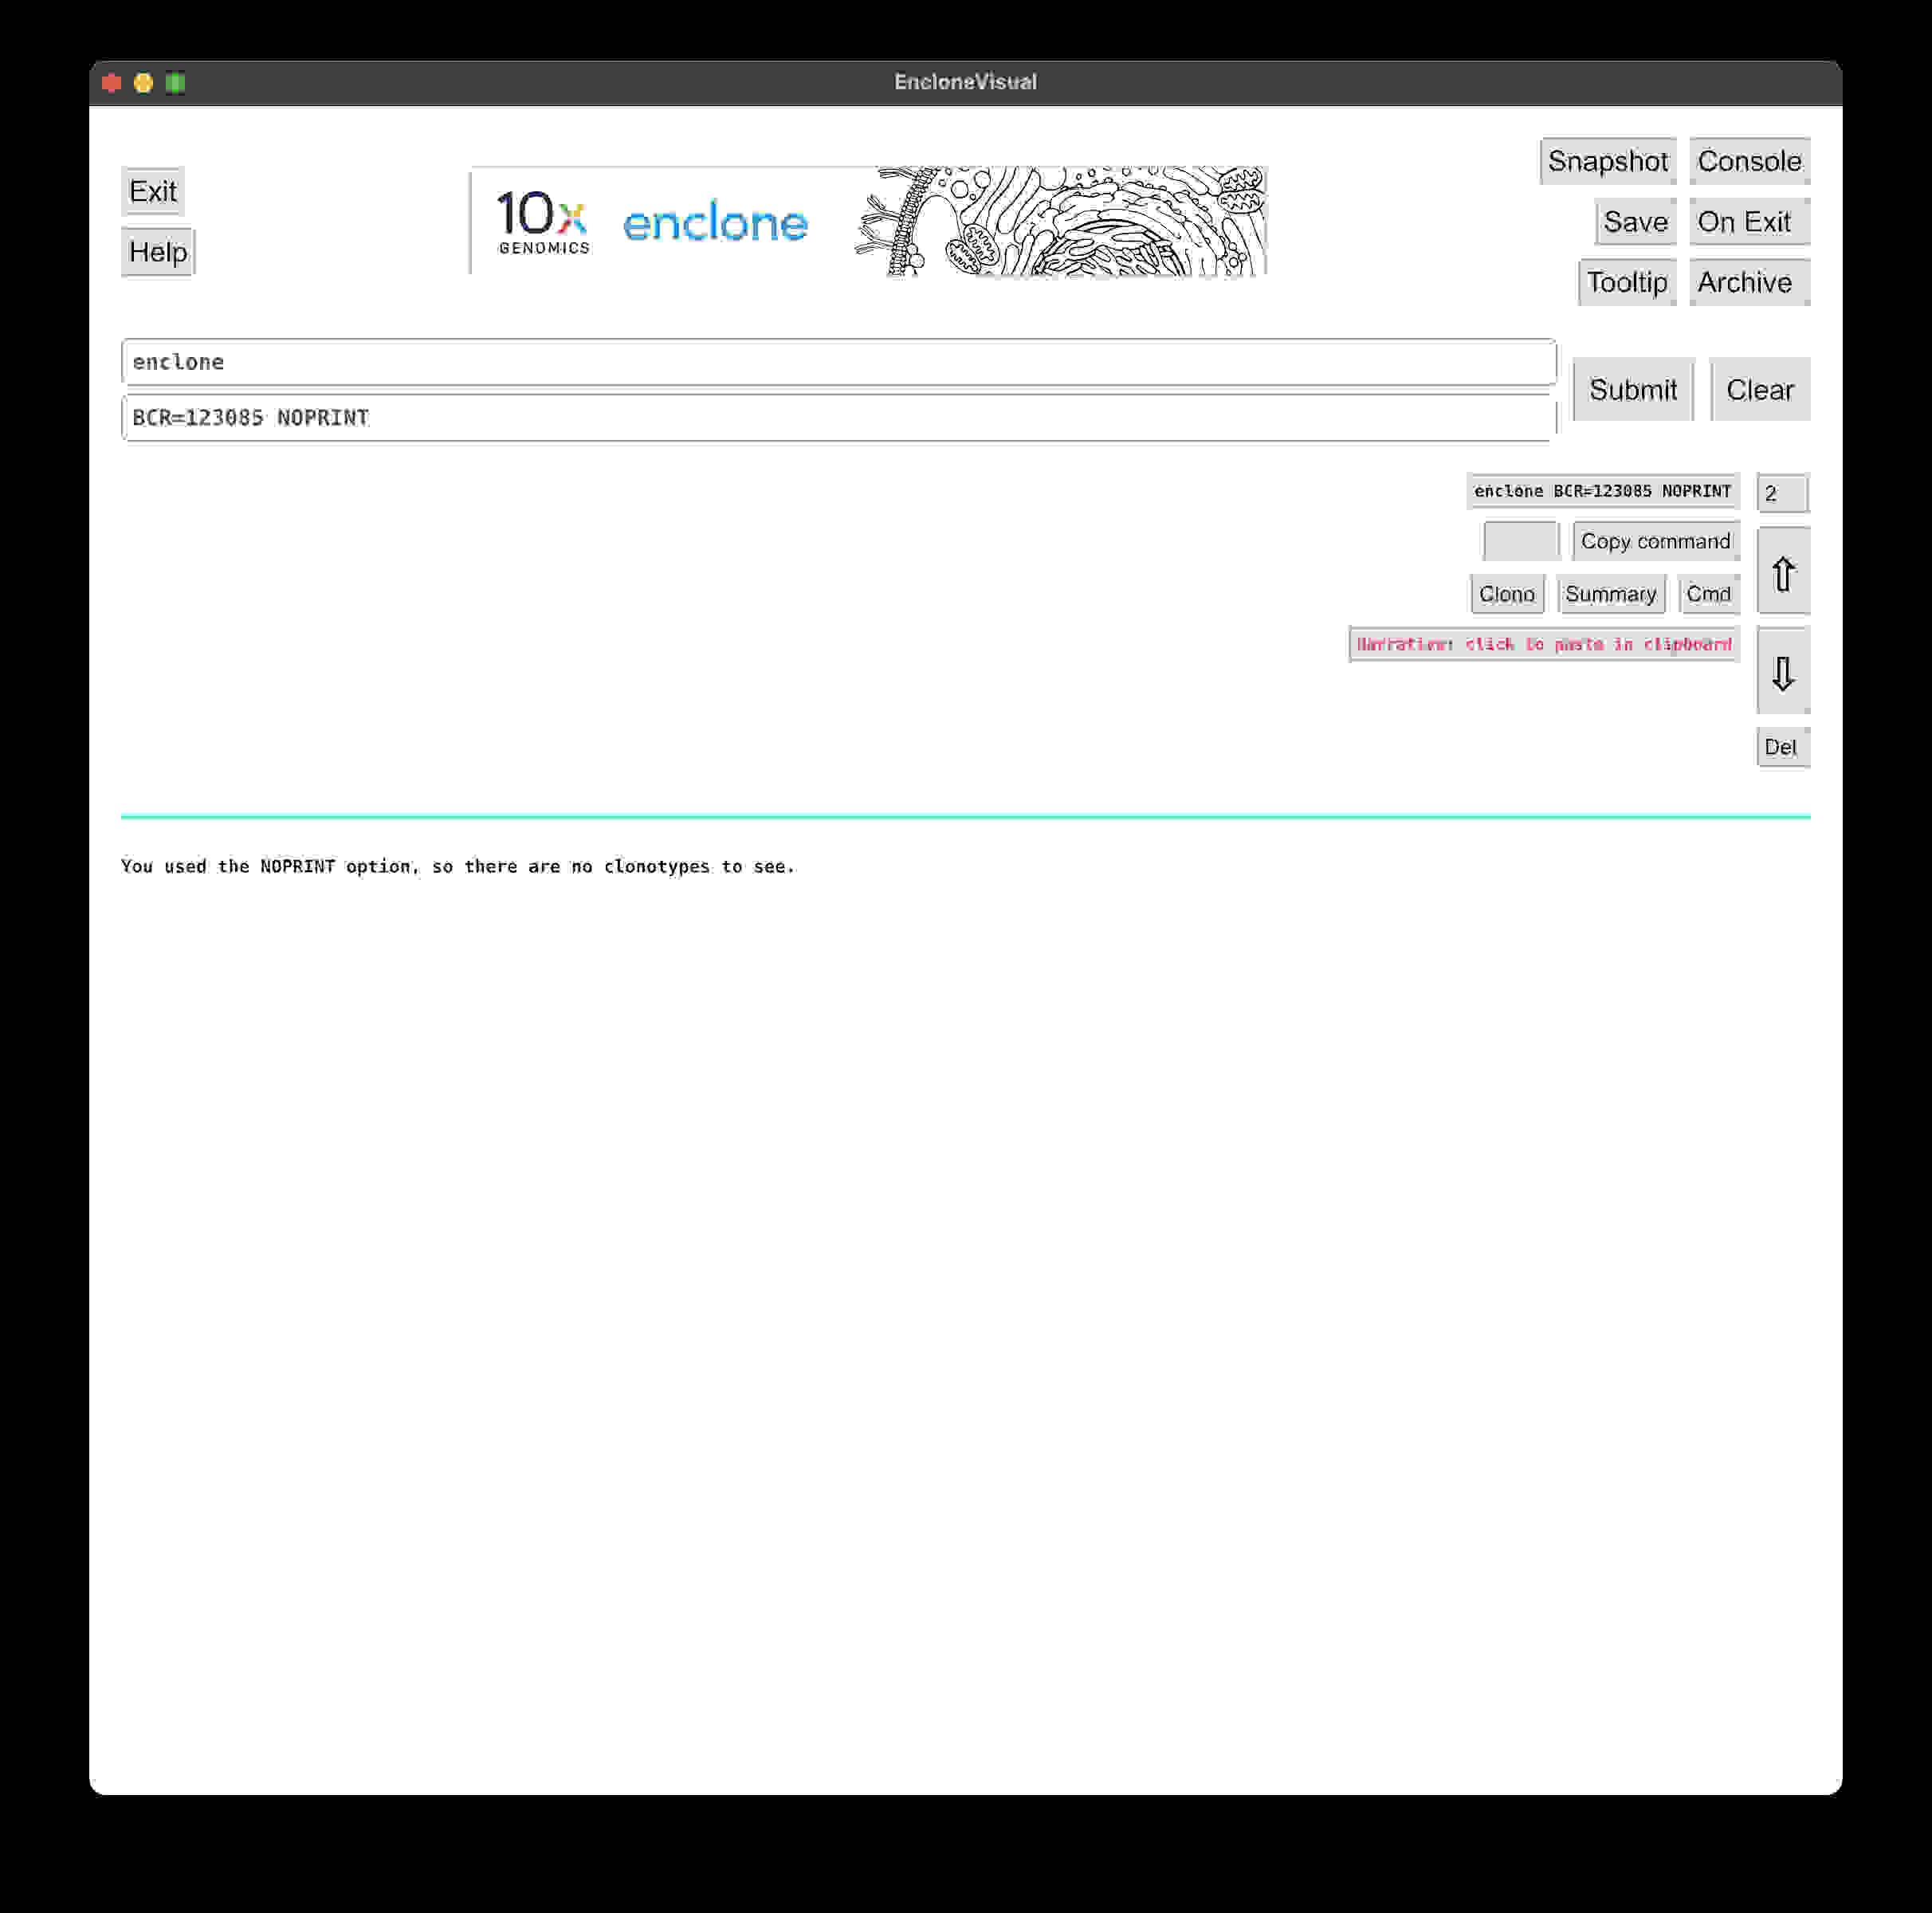 EncloneVisual
Exit
Help
10x
GENOMICS
enclone
Snapshot Console
Save On Exit
Tooltip Archive
enclone
BCR=123085 NOPRINT
Submit Clear
enclone BCR=123085 NOPRINT
2
Copy command
⇧
Clono Summary Cmd
Narration: click to paste in clipboard
⇩
Del
You used the NOPRINT option, so there are no clonotypes to see.